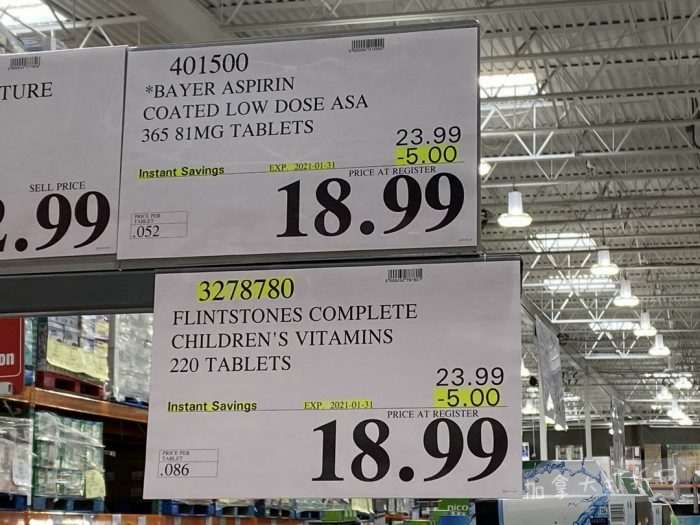 TURE
SELL PRICE
2.99
401500
*BAYER ASPIRIN
COATED LOW DOSE ASA
365 81MG TABLETS
23.99
-5.00
Instant Savings
EXP. 2021-01-31
PRICE AT REGISTER
18.99
PRICE PER
TABLET
.052
3278780
FLINTSTONES COMPLETE
CHILDREN'S VITAMINS
220 TABLETS
23.99
-5.00
Instant Savings
EXP. 2021-01-31
PRICE AT REGISTER
18.99
PRICE PER
TABLET
.086
on
nico